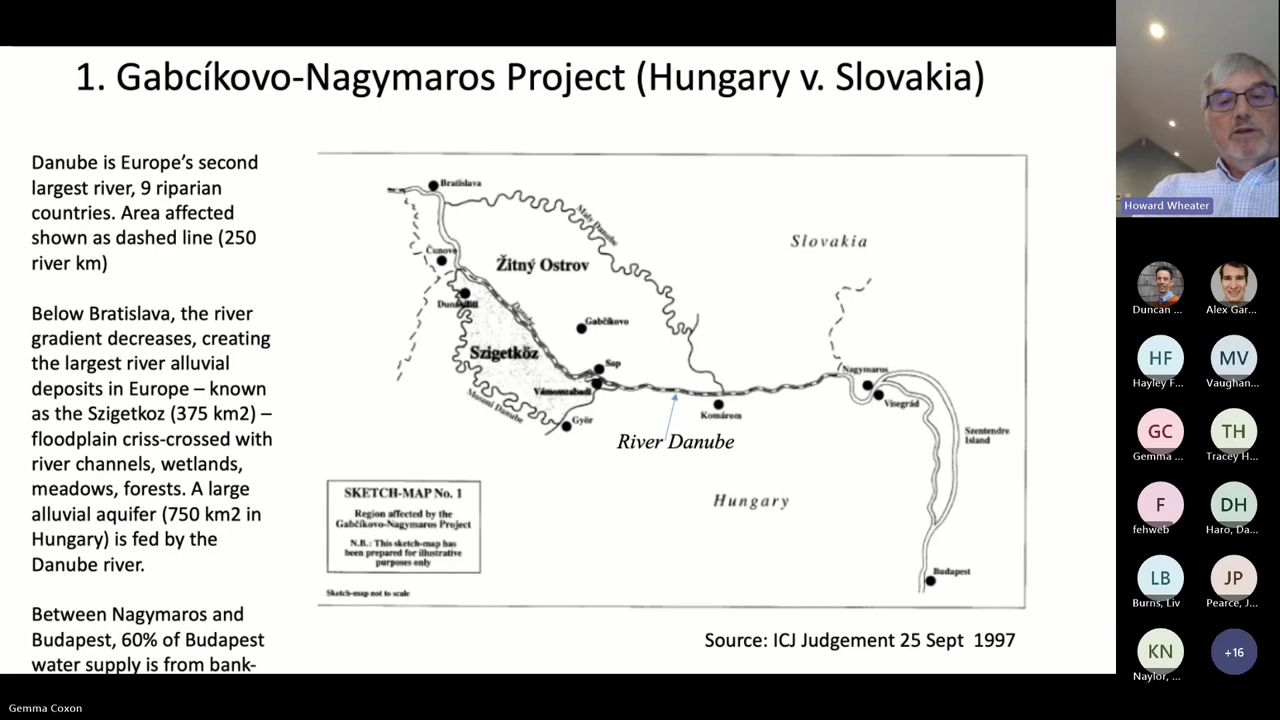 1. Gabcíkovo-Nagymaros Project (Hungary v. Slovakia)
Danube is Europe’s second
largest river, 9 riparian
countries. Area affected
shown as dashed line (250
river km)
Below Bratislava, the river
gradient decreases, creating
the largest river alluvial
deposits in Europe – known
as the Szigetkoz (375 km2) –
floodplain criss-crossed with
river channels, wetlands,
meadows, forests. A large
alluvial aquifer (750 km2 in
Hungary) is fed by the
Danube river.
Between Nagymaros and
Budapest, 60% of Budapest
water supply is from bank-
Bratislava
Maly Danube
Slovakia
Čunovo
Žitný Ostrov
Danube
Gabčíkovo
Szigetköz
Sap
Vámosszabadi
Mosoni Danube
Győr
Komárom
River Danube
Nagymaros
Visegrád
Szentendre
Island
Hungary
Budapest
SKETCH-MAP No. 1
Region affected by the
Gabčíkovo-Nagymaros Project
N.B.: This sketch-map has
been prepared for illustrative
purposes only
Sketch-map not to scale
Source: ICJ Judgement 25 Sept 1997
Howard Wheater
Duncan ...
Alex Gar...
HF
Hayley F...
MV
Vaughan...
GC
Gemma ...
TH
Tracey H...
F
fehweb
DH
Haro, Da...
LB
Burns, Liv
JP
Pearce, J...
KN
Naylor, ...
+16
Gemma Coxon